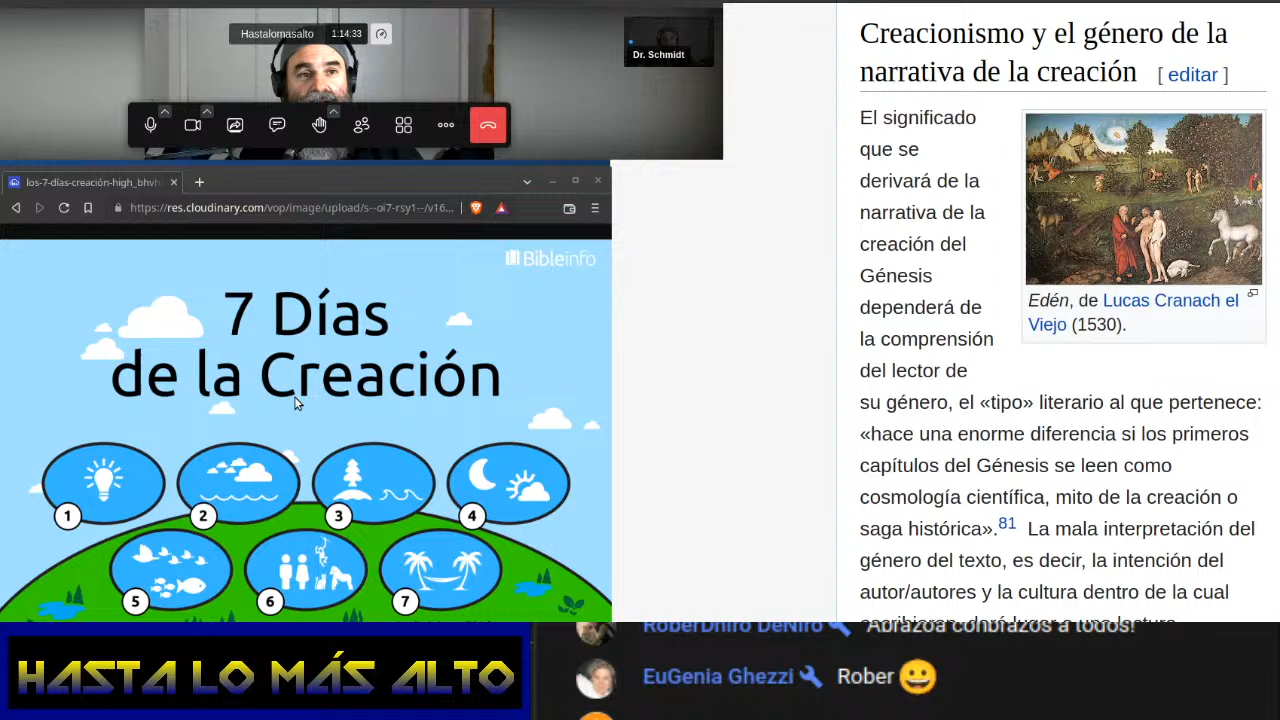 Hastalomasalto
1:14:33
Dr. Schmidt
los-7-días-creación-high_bhvh
https://res.cloudinary.com/vop/image/upload/s--oi7-rsy1--/v16...
Bibleinfo
7 Días
de la Creación
1
2
3
4
5
6
7
Creacionismo y el género de la
narrativa de la creación [ editar ]
El significado
que se
derivará de la
narrativa de la
creación del
Génesis
dependerá de
la comprensión
del lector de
su género, el «tipo» literario al que pertenece:
«hace una enorme diferencia si los primeros
capítulos del Génesis se leen como
cosmología científica, mito de la creación o
saga histórica».81 La mala interpretación del
género del texto, es decir, la intención del
autor/autores y la cultura dentro de la cual
Edén, de Lucas Cranach el
Viejo (1530).
HASTA LO MÁS ALTO
RoberDhiro DeNiro Abrazoa conbrazos a todos!
EuGenia Ghezzi Rober 😀